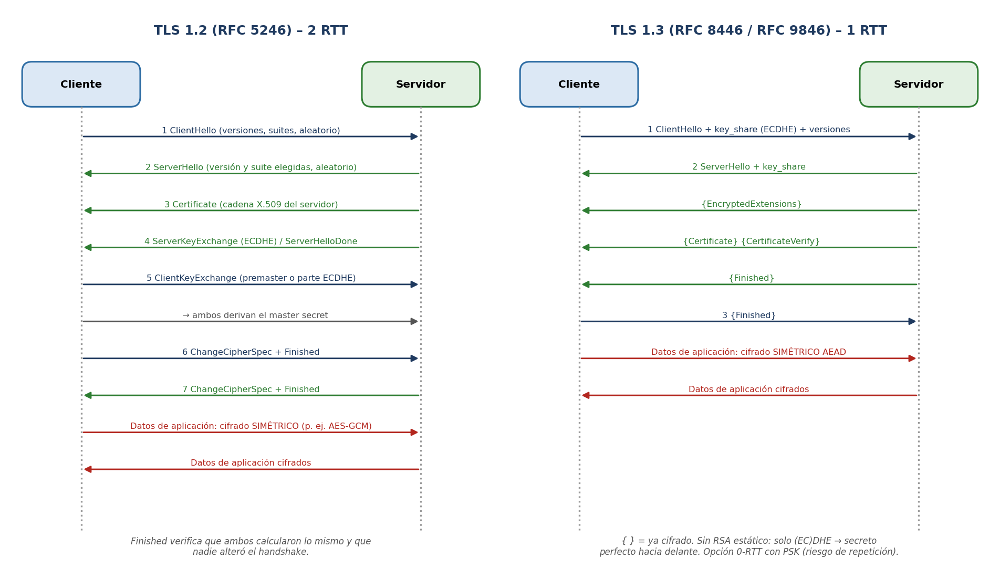 TLS 1.2 (RFC 5246) – 2 RTT
Cliente
Servidor
1 ClientHello (versiones, suites, aleatorio)
2 ServerHello (versión y suite elegidas, aleatorio)
3 Certificate (cadena X.509 del servidor)
4 ServerKeyExchange (ECDHE) / ServerHelloDone
5 ClientKeyExchange (premaster o parte ECDHE)
→ ambos derivan el master secret
6 ChangeCipherSpec + Finished
7 ChangeCipherSpec + Finished
Datos de aplicación: cifrado SIMÉTRICO (p. ej. AES-GCM)
Datos de aplicación cifrados
Finished verifica que ambos calcularon lo mismo y que
nadie alteró el handshake.
TLS 1.3 (RFC 8446 / RFC 9846) – 1 RTT
Cliente
Servidor
1 ClientHello + key_share (ECDHE) + versiones
2 ServerHello + key_share
{EncryptedExtensions}
{Certificate} {CertificateVerify}
{Finished}
3 {Finished}
Datos de aplicación: cifrado SIMÉTRICO AEAD
Datos de aplicación cifrados
{ } = ya cifrado. Sin RSA estático: solo (EC)DHE → secreto
perfecto hacia delante. Opción 0-RTT con PSK (riesgo de repetición).